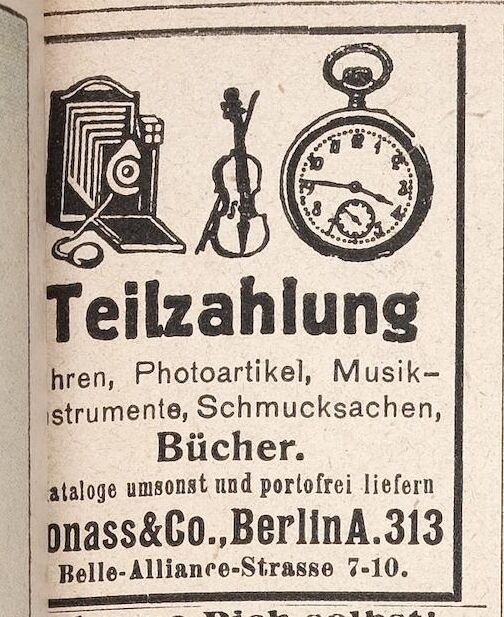 Teilzahlung
hren, Photoartikel, Musik-
strumente, Schmucksachen,
Bücher.
ataloge umsonst und portofrei liefern
onass&Co., Berlin A. 313
Belle-Alliance-Strasse 7-10.